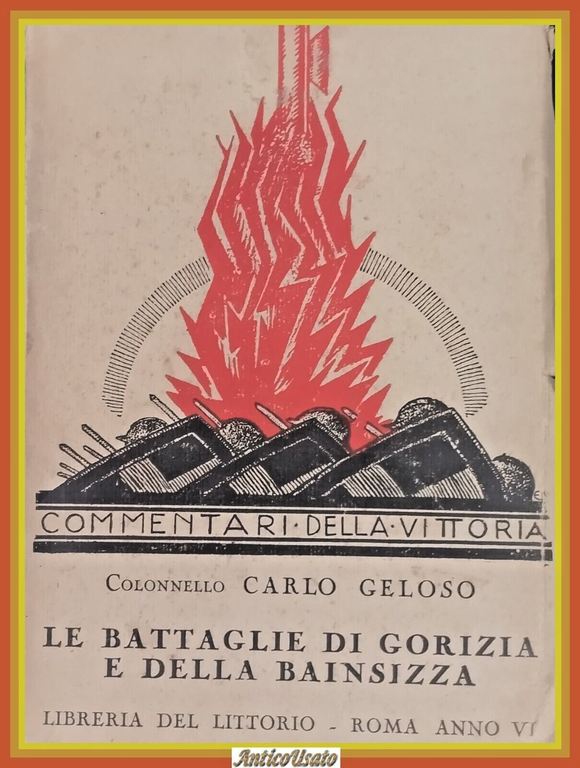 COMMENTARI·DELLA·VITTORIA
COLONNELLO CARLO GELOSO
LE BATTAGLIE DI GORIZIA
E DELLA BAINSIZZA
LIBRERIA DEL LITTORIO - ROMA ANNO VI
AnticoUsato